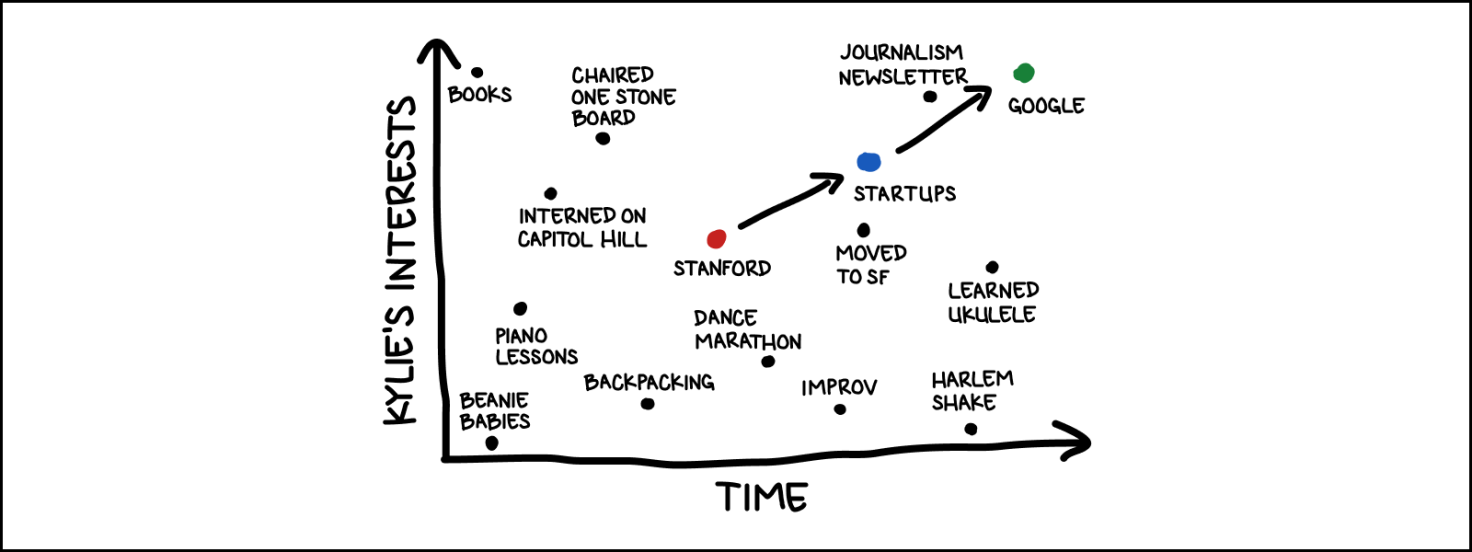 KYLIE'S INTERESTS
BOOKS
CHAIRED
ONE STONE
BOARD
JOURNALISM
NEWSLETTER
GOOGLE
INTERNED ON
CAPITOL HILL
STARTUPS
STANFORD
MOVED
TO SF
LEARNED
UKULELE
PIANO
LESSONS
DANCE
MARATHON
BACKPACKING
IMPROV
HARLEM
SHAKE
BEANIE
BABIES
TIME